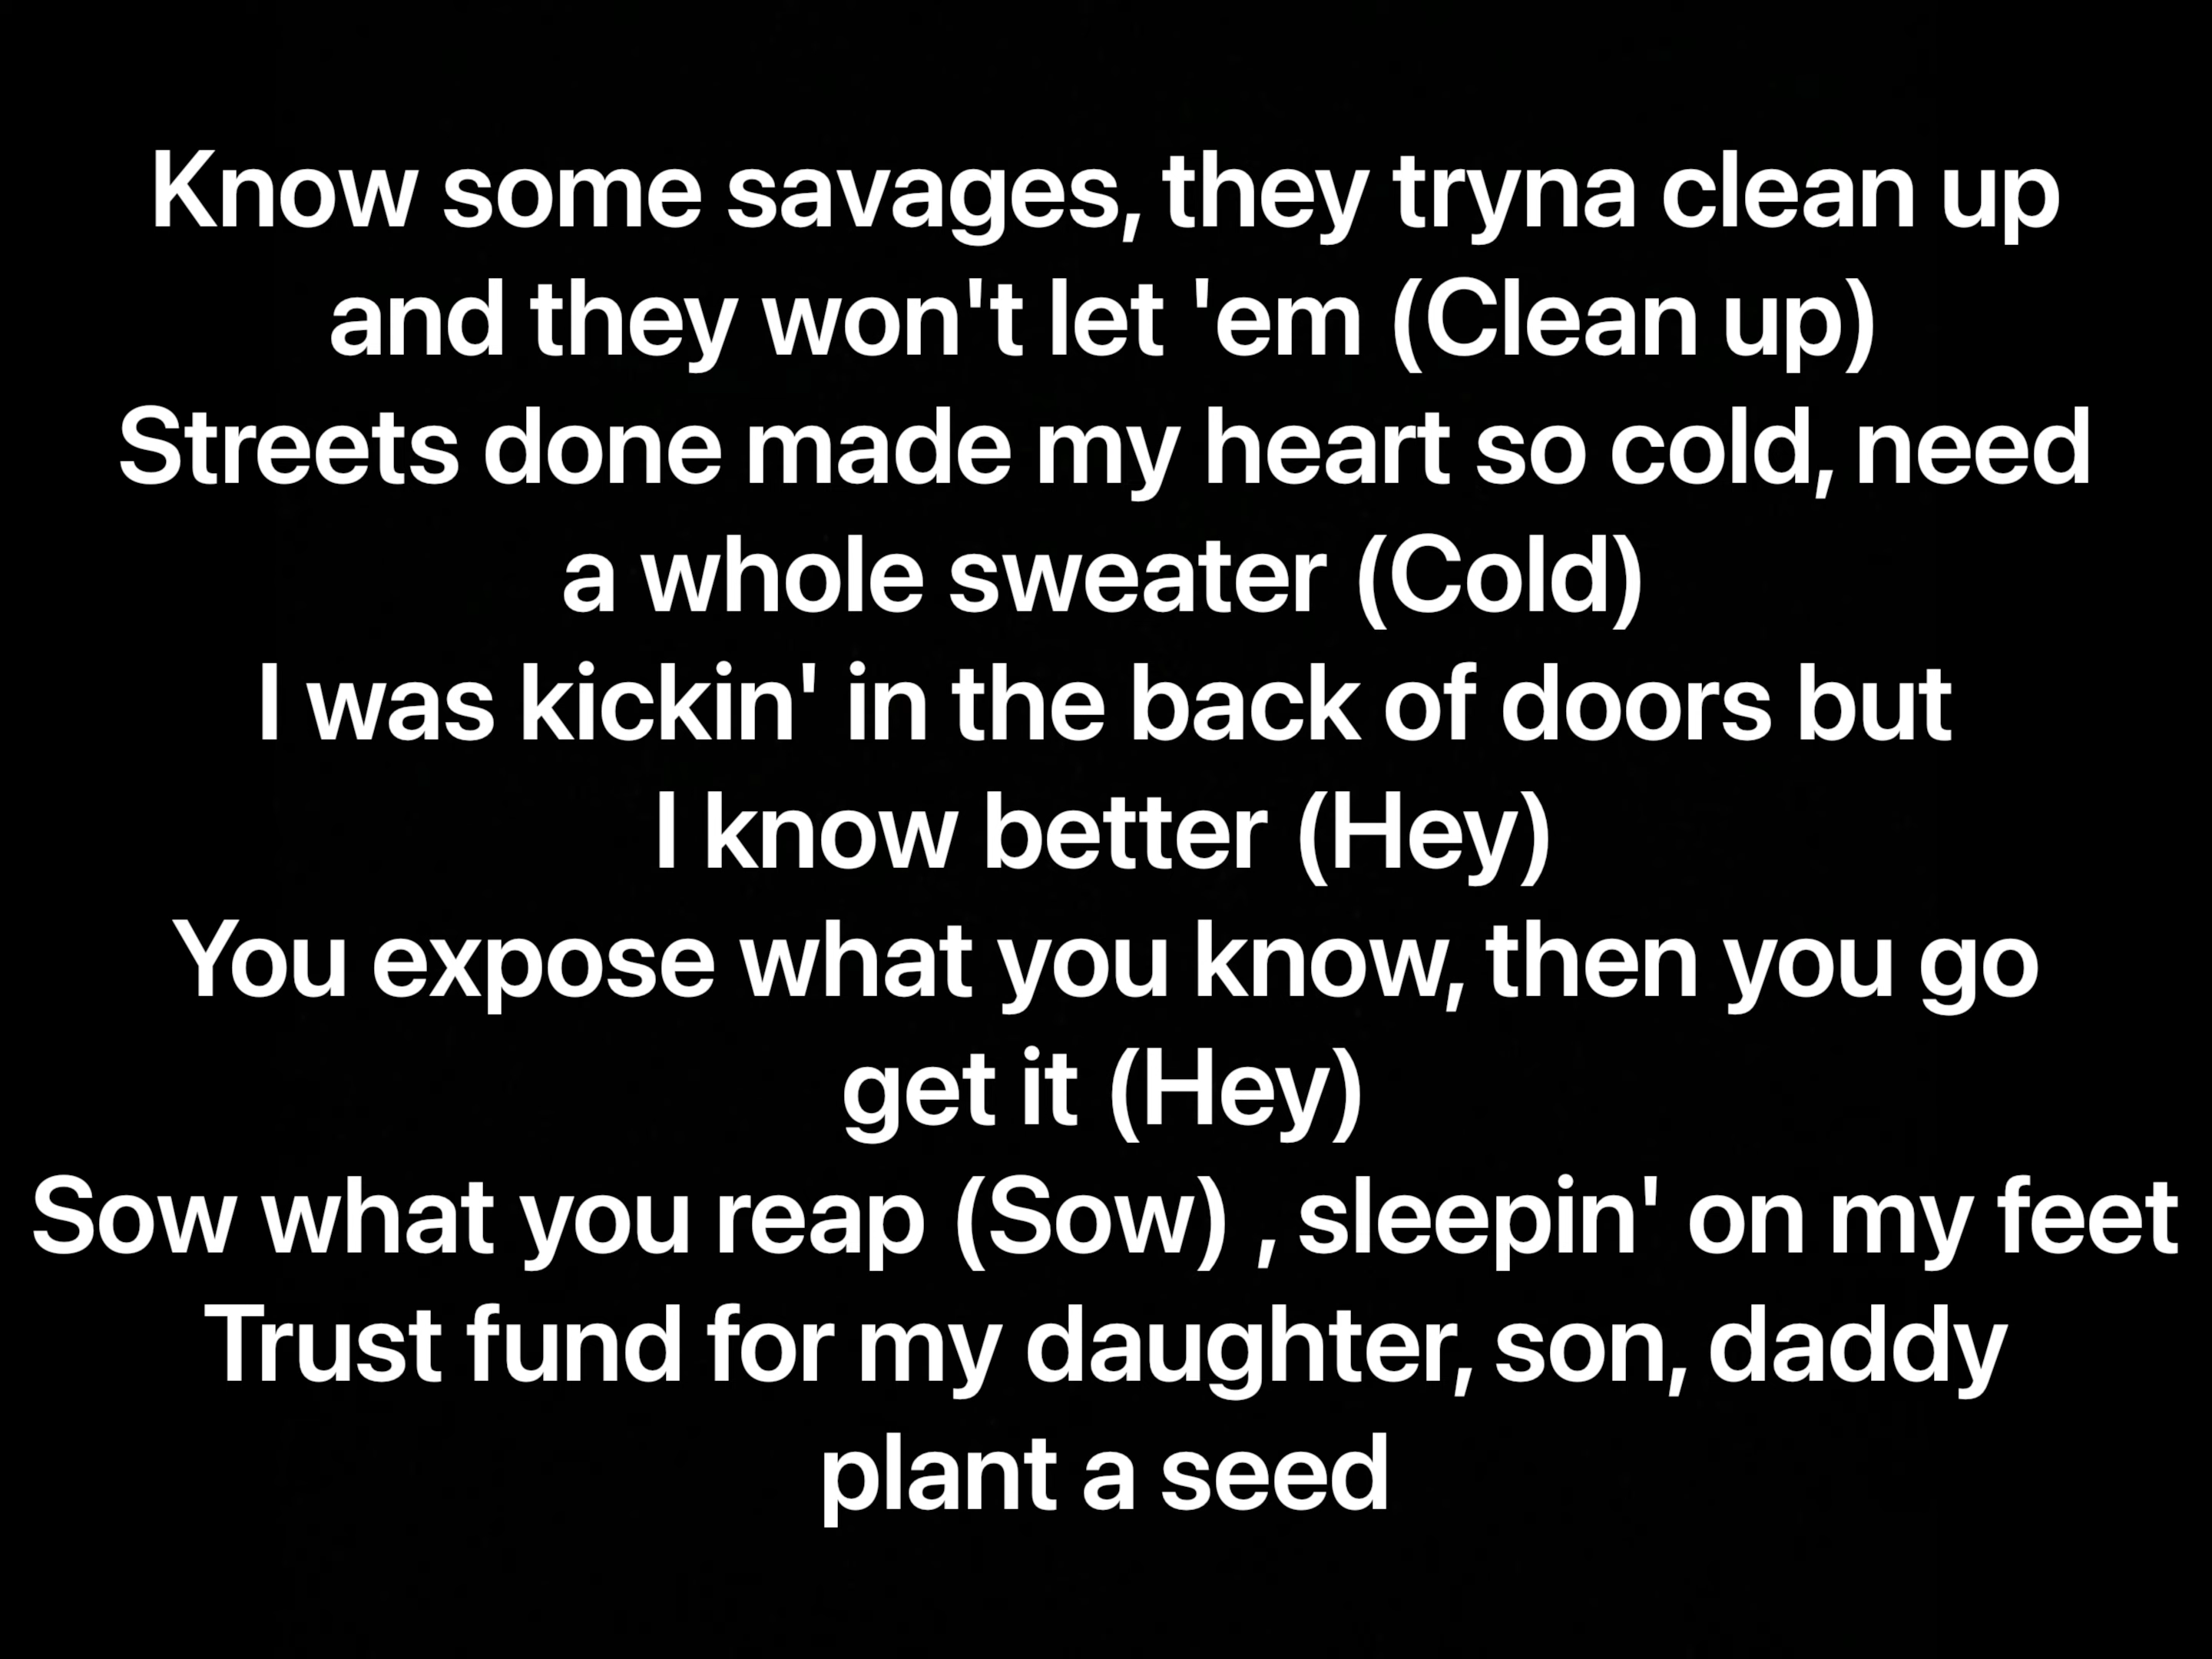 Know some savages, they tryna clean up
and they won't let 'em (Clean up)
Streets done made my heart so cold, need
a whole sweater (Cold)
I was kickin' in the back of doors but
I know better (Hey)
You expose what you know, then you go
get it (Hey)
Sow what you reap (Sow) , sleepin' on my feet
Trust fund for my daughter, son, daddy
plant a seed